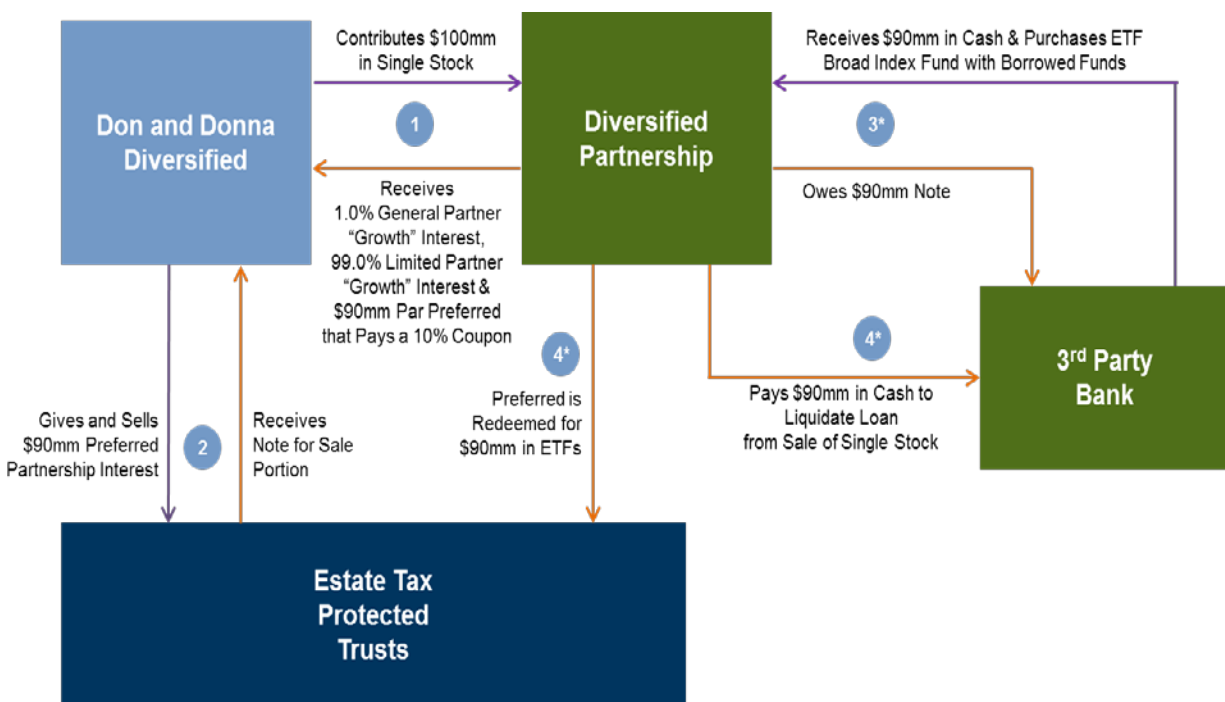 Contributes $100mm
in Single Stock
Receives $90mm in Cash & Purchases ETF
Broad Index Fund with Borrowed Funds
Don and Donna
Diversified
1
Diversified
Partnership
3*
Receives
1.0% General Partner
“Growth” Interest,
99.0% Limited Partner
“Growth” Interest &
$90mm Par Preferred
that Pays a 10% Coupon
Owes $90mm Note
3rd Party
Bank
4*
4*
Preferred is
Redeemed for
$90mm in ETFs
Pays $90mm in Cash to
Liquidate Loan
from Sale of Single Stock
Gives and Sells
$90mm Preferred
Partnership Interest
2
Receives
Note for Sale
Portion
Estate Tax
Protected
Trusts